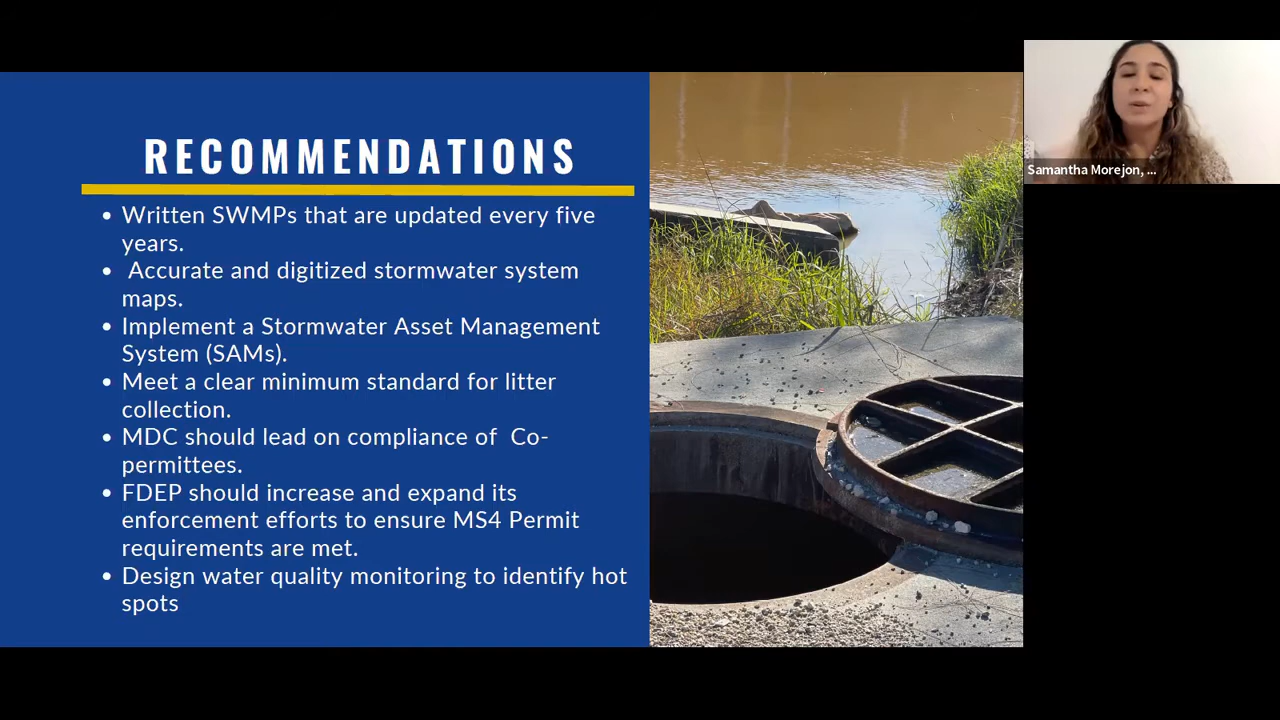 RECOMMENDATIONS
• Written SWMPs that are updated every five
years.
• Accurate and digitized stormwater system
maps.
• Implement a Stormwater Asset Management
System (SAMs).
• Meet a clear minimum standard for litter
collection.
• MDC should lead on compliance of Co-
permittees.
• FDEP should increase and expand its
enforcement efforts to ensure MS4 Permit
requirements are met.
• Design water quality monitoring to identify hot
spots
Samantha Morejon, ...